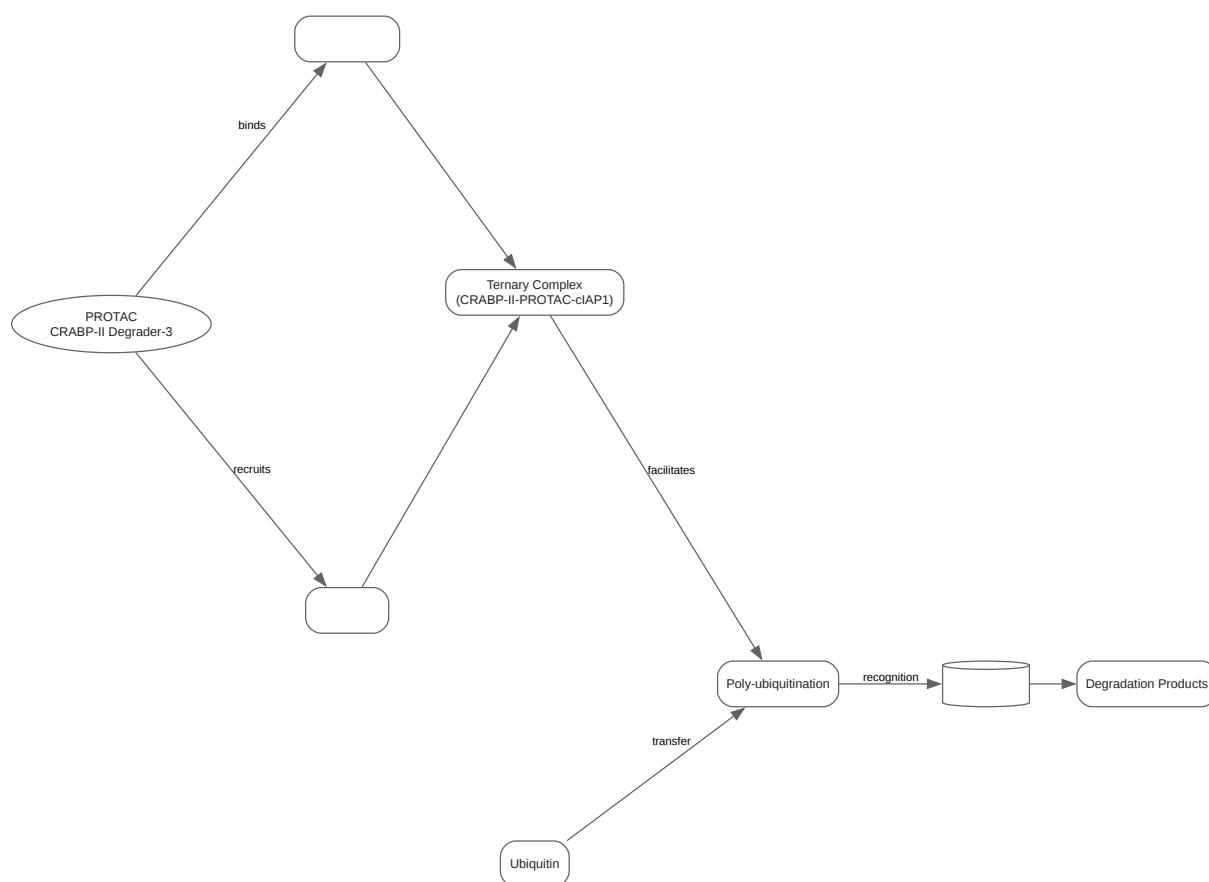 binds
Ternary Complex
(CRABP-II-PROTAC-cIAP1)
PROTAC
CRABP-II Degrader-3
recruits
facilitates
Poly-ubiquitination
recognition
Degradation Products
transfer
Ubiquitin